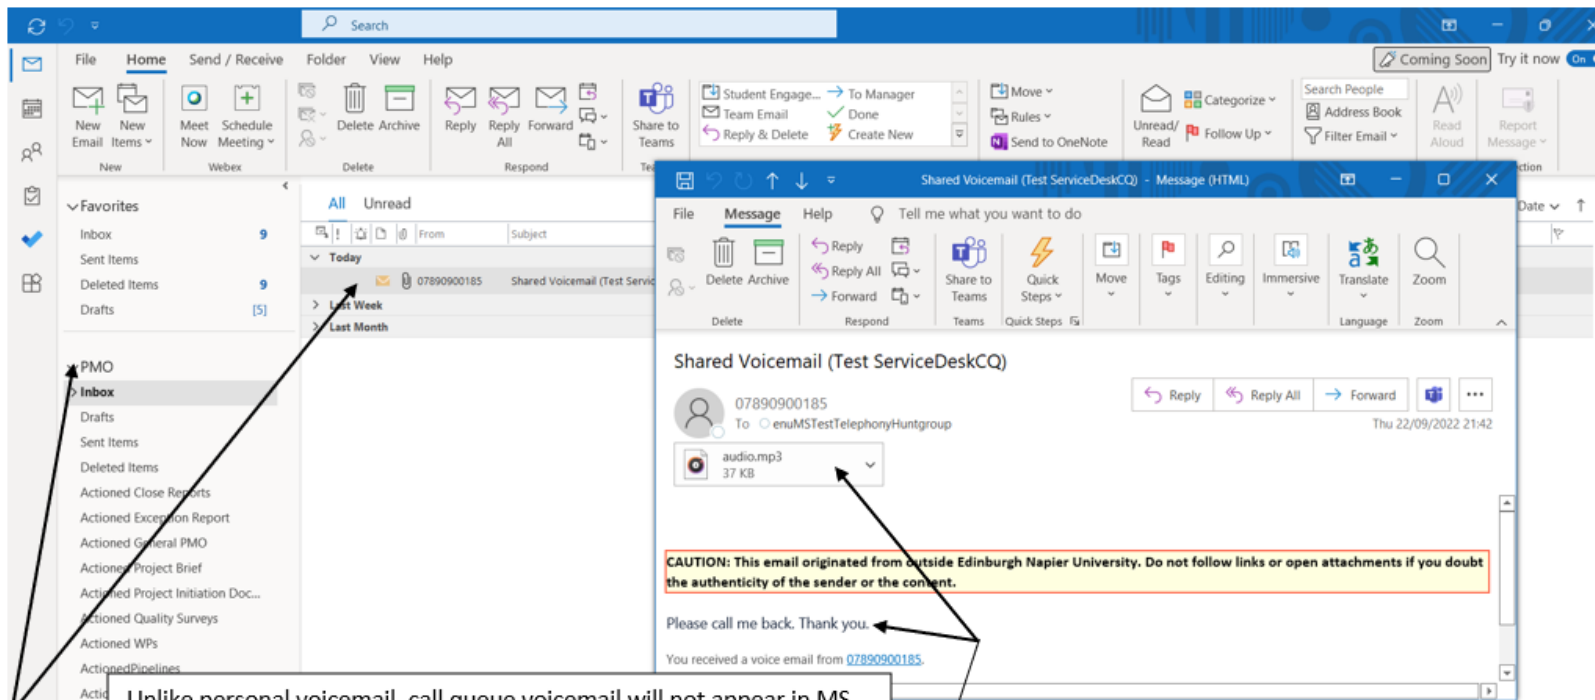 Search
File Home Send / Receive Folder View Help
Coming Soon Try it now On
New Email
New Items
Meet Now
Schedule Meeting
Delete Archive
Reply
Reply All
Forward
Share to Teams
Student Engage...
To Manager
Team Email
Done
Reply & Delete
Create New
Move
Rules
Send to OneNote
Unread/ Read
Categorize
Follow Up
Search People
Address Book
Filter Email
Read Aloud
Report Message
New Webex Delete Respond
Favorites
Inbox 9
Sent Items
Deleted Items 9
Drafts [5]
PMO
Inbox
Drafts
Sent Items
Deleted Items
Actioned Close Reports
Actioned Exception Report
Actioned General PMO
Actioned Project Brief
Actioned Project Initiation Doc...
Actioned Quality Surveys
Actioned WPs
ActionedPipelines
All Unread
From Subject
Date
Today
07890900185 Shared Voicemail (Test Servic
Last Week
Last Month
Shared Voicemail (Test ServiceDeskCQ) - Message (HTML)
File Message Help Tell me what you want to do
Delete Archive
Reply
Reply All
Forward
Share to Teams
Quick Steps
Move
Tags
Editing
Immersive
Translate
Zoom
Delete Respond Teams Quick Steps Language Zoom
Shared Voicemail (Test ServiceDeskCQ)
07890900185
To enuMSTestTelephonyHuntgroup
Reply Reply All Forward
Thu 22/09/2022 21:42
audio.mp3
37 KB
CAUTION: This email originated from outside Edinburgh Napier University. Do not follow links or open attachments if you doubt
the authenticity of the sender or the content.
Please call me back. Thank you.
You received a voice email from 07890900185.
Unlike personal voicemail, call queue voicemail will not appear in MS